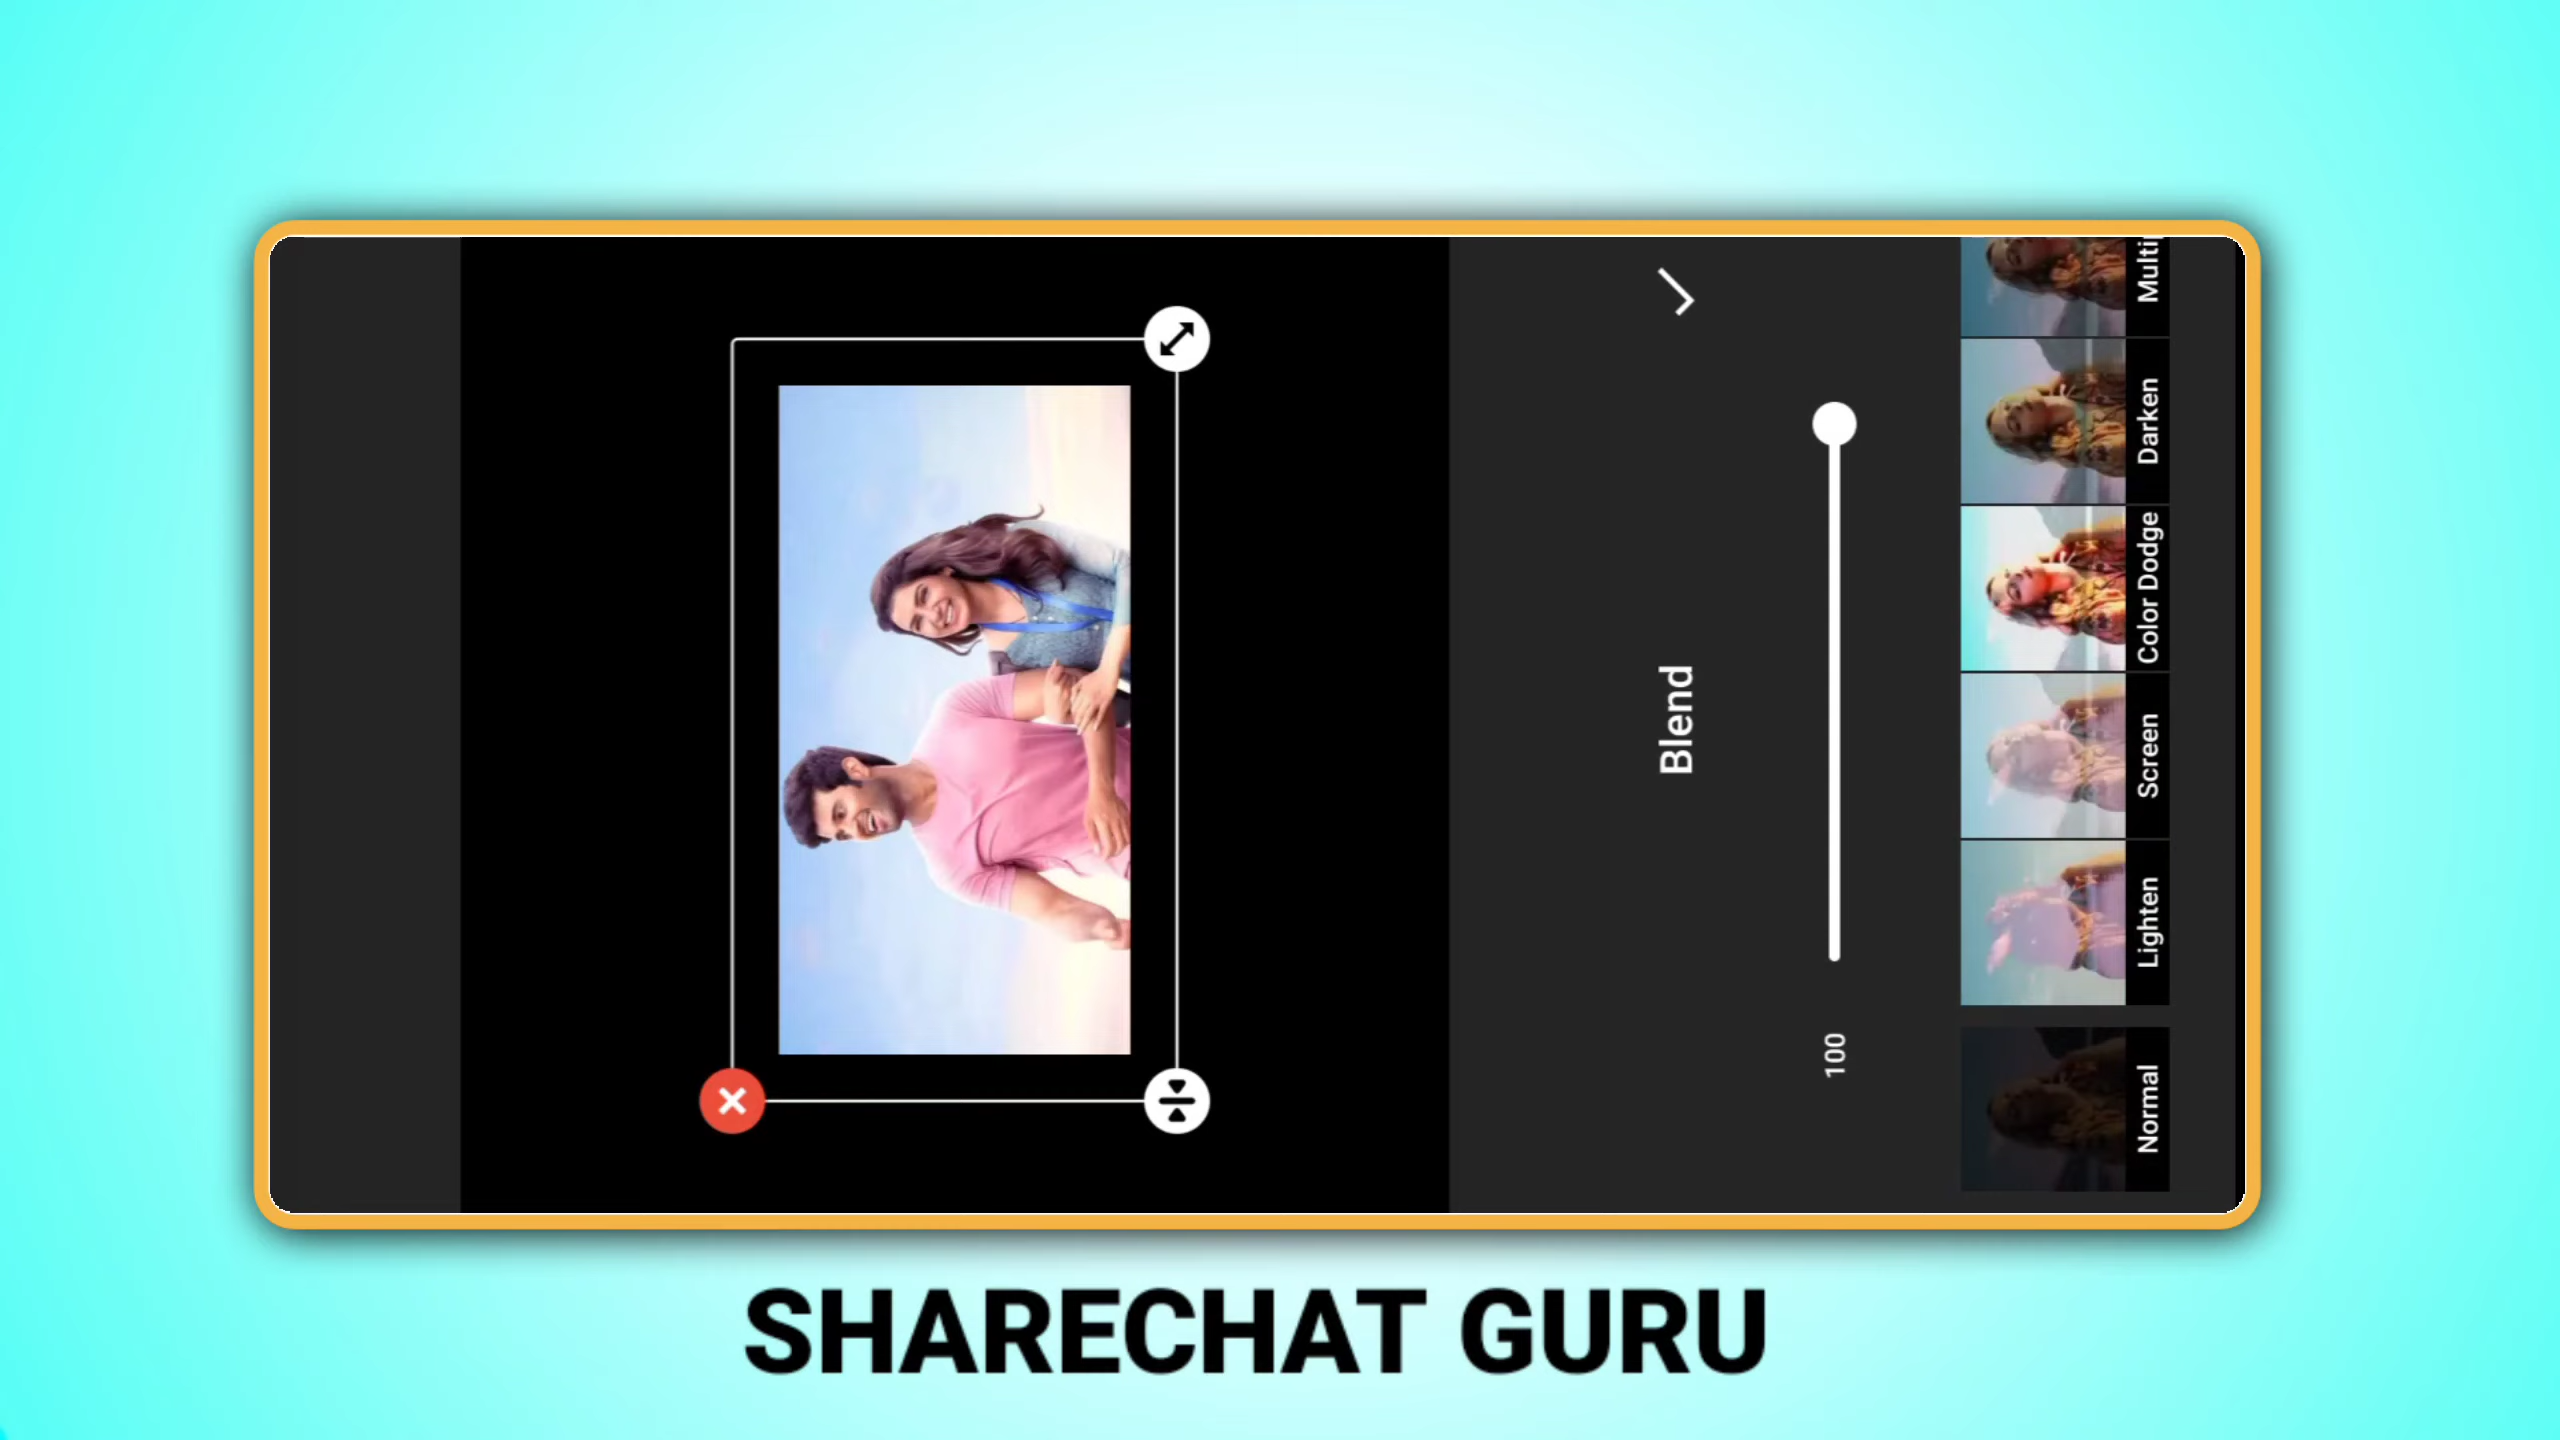 Blend
100
Normal
Lighten
Screen
Color Dodge
Darken
Multi
SHARECHAT GURU